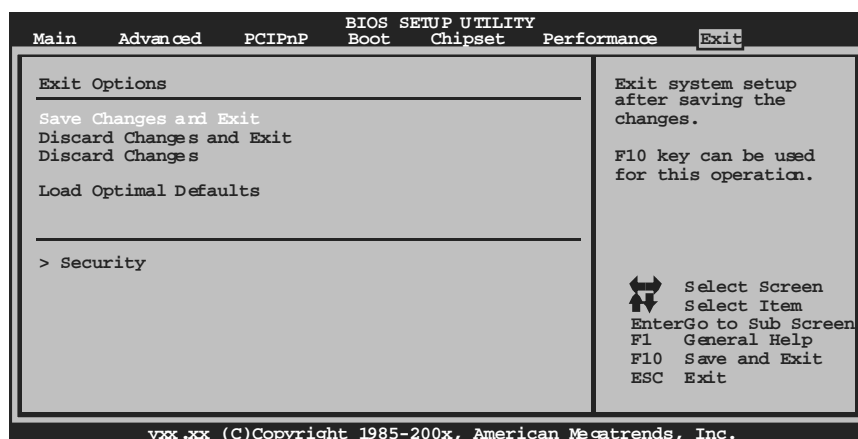 BIOS SETUP UTILITY
Main Advanced PCIPnP Boot Chipset Performance Exit
Exit Options
Save Changes and Exit
Discard Changes and Exit
Discard Changes
Load Optimal Defaults
> Security
Exit system setup
after saving the
changes.
F10 key can be used
for this operation.
Select Screen
Select Item
Enter Go to Sub Screen
F1 General Help
F10 Save and Exit
ESC Exit
vxx.xx (C)Copyright 1985-200x, American Megatrends, Inc.